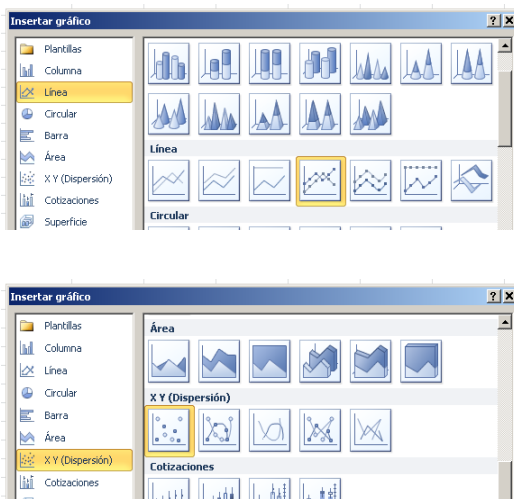 Insertar gráfico
Plantillas
Columna
Línea
Circular
Barra
Área
X Y (Dispersión)
Cotizaciones
Superficie
Línea
Circular
Insertar gráfico
Plantillas
Columna
Línea
Circular
Barra
Área
X Y (Dispersión)
Cotizaciones
Área
X Y (Dispersión)
Cotizaciones